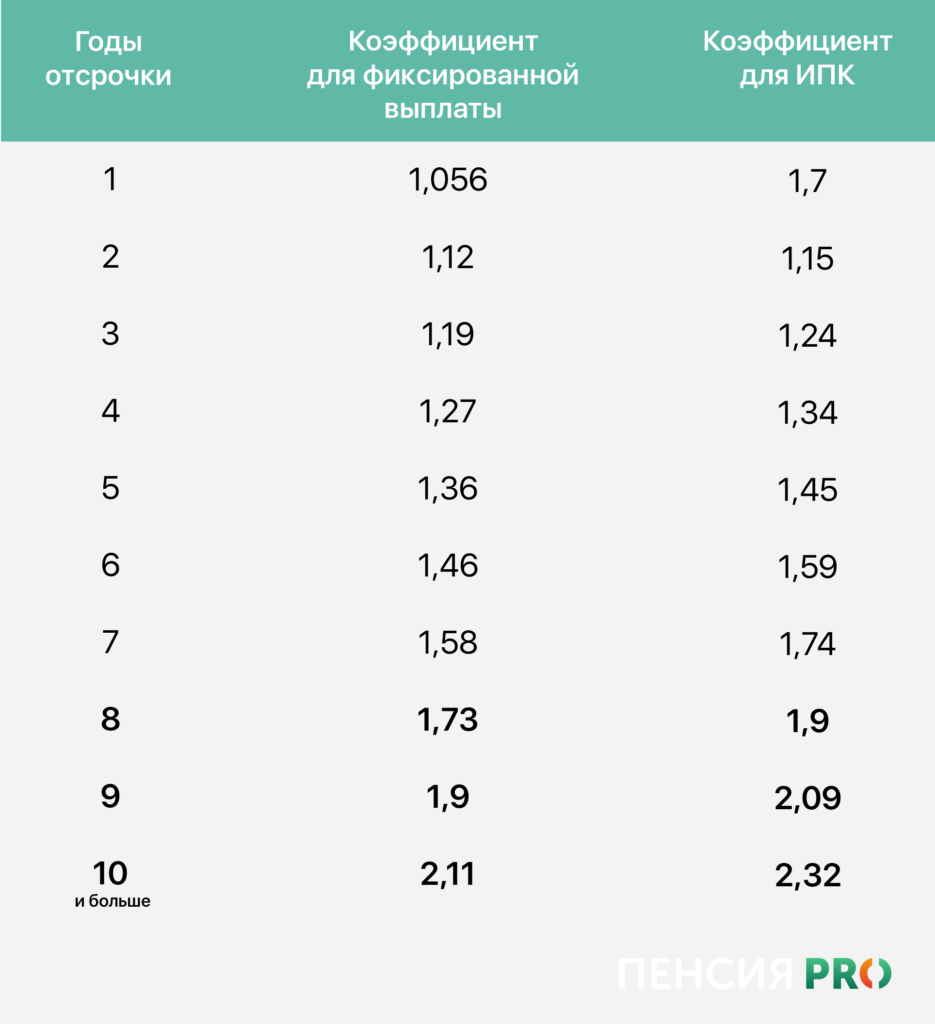 Годы
отсрочки
Коэффициент
для фиксированной
выплаты
Коэффициент
для ИПК
1 1,056 1,7
2 1,12 1,15
3 1,19 1,24
4 1,27 1,34
5 1,36 1,45
6 1,46 1,59
7 1,58 1,74
8 1,73 1,9
9 1,9 2,09
10 2,11 2,32
и больше
ПЕНСИЯ PRO